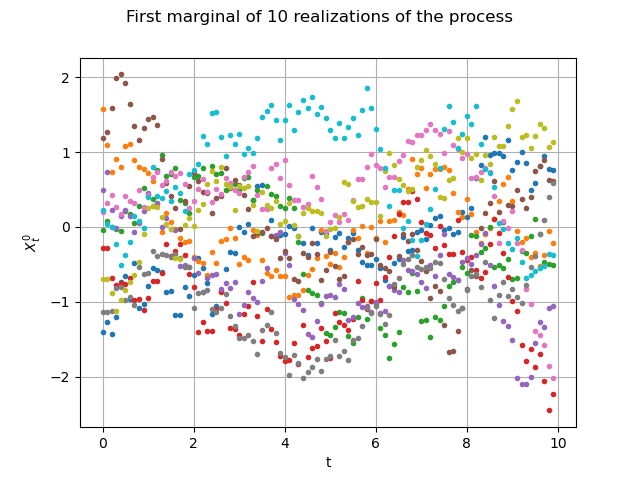 First marginal of 10 realizations of the process
2
1
0
−1
−2
X_t^0
0 2 4 6 8 10
t